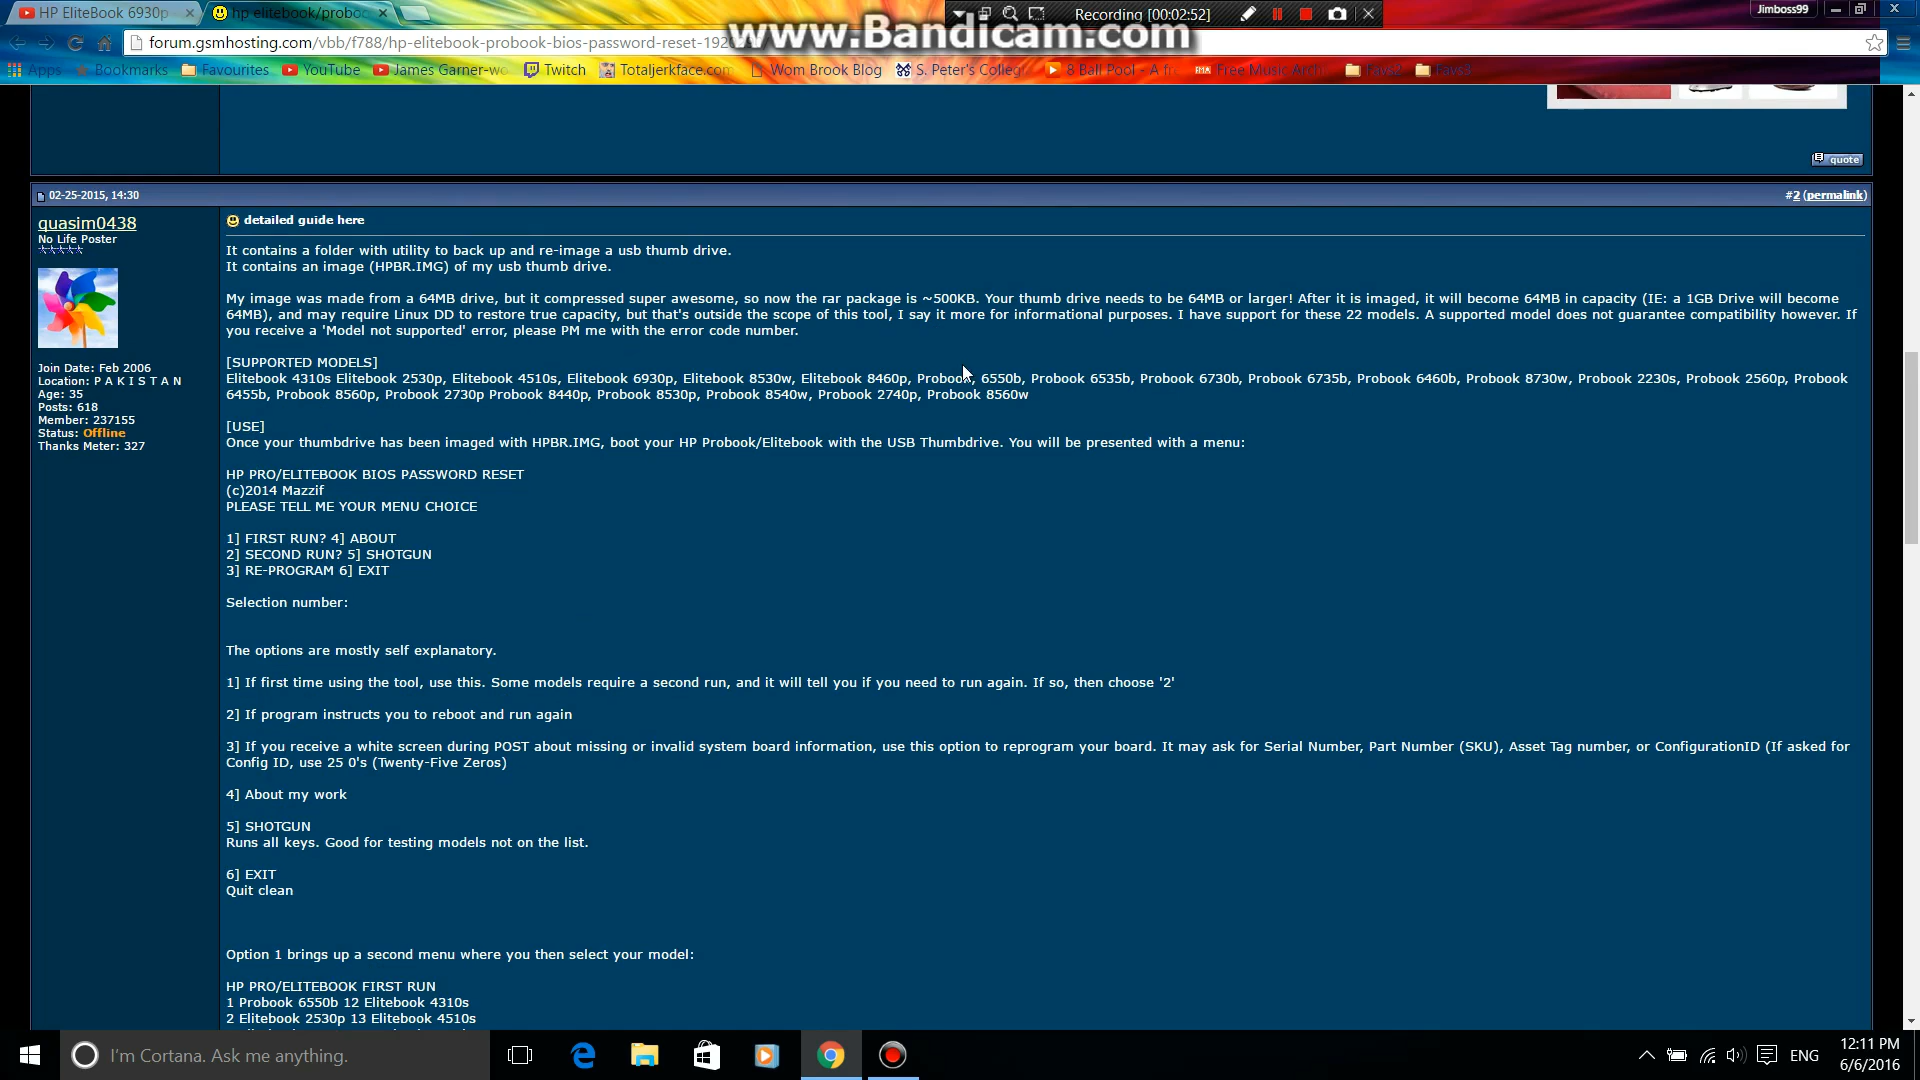 HP EliteBook 6930p
hp elitebook/probo
Recording [00:02:52]
Jimboss99
www.Bandicam.com
forum.gsmhosting.com/vbb/f788/hp-elitebook-probook-bios-password-reset-192
Apps Bookmarks Favourites YouTube James Garner-wo Twitch Totaljerkface.com Wom Brook Blog S. Peter's Colleg 8 Ball Pool - A fr Free Music Arch Favs2 Favs3
quote
02-25-2015, 14:30
#2 (permalink)
quasim0438
No Life Poster
Join Date: Feb 2006
Location: P A K I S T A N
Age: 35
Posts: 618
Member: 237155
Status: Offline
Thanks Meter: 327
detailed guide here
It contains a folder with utility to back up and re-image a usb thumb drive.
It contains an image (HPBR.IMG) of my usb thumb drive.
My image was made from a 64MB drive, but it compressed super awesome, so now the rar package is ~500KB. Your thumb drive needs to be 64MB or larger! After it is imaged, it will become 64MB in capacity (IE: a 1GB Drive will become
64MB), and may require Linux DD to restore true capacity, but that's outside the scope of this tool, I say it more for informational purposes. I have support for these 22 models. A supported model does not guarantee compatibility however. If
you receive a 'Model not supported' error, please PM me with the error code number.
[SUPPORTED MODELS]
Elitebook 4310s Elitebook 2530p, Elitebook 4510s, Elitebook 6930p, Elitebook 8530w, Elitebook 8460p, Probook 6550b, Probook 6535b, Probook 6730b, Probook 6735b, Probook 6460b, Probook 8730w, Probook 2230s, Probook 2560p, Probook
6455b, Probook 8560p, Probook 2730p Probook 8440p, Probook 8530p, Probook 8540w, Probook 2740p, Probook 8560w
[USE]
Once your thumbdrive has been imaged with HPBR.IMG, boot your HP Probook/Elitebook with the USB Thumbdrive. You will be presented with a menu:
HP PRO/ELITEBOOK BIOS PASSWORD RESET
(c)2014 Mazzif
PLEASE TELL ME YOUR MENU CHOICE
1] FIRST RUN? 4] ABOUT
2] SECOND RUN? 5] SHOTGUN
3] RE-PROGRAM 6] EXIT
Selection number:
The options are mostly self explanatory.
1] If first time using the tool, use this. Some models require a second run, and it will tell you if you need to run again. If so, then choose '2'
2] If program instructs you to reboot and run again
3] If you receive a white screen during POST about missing or invalid system board information, use this option to reprogram your board. It may ask for Serial Number, Part Number (SKU), Asset Tag number, or ConfigurationID (If asked for
Config ID, use 25 0's (Twenty-Five Zeros)
4] About my work
5] SHOTGUN
Runs all keys. Good for testing models not on the list.
6] EXIT
Quit clean
Option 1 brings up a second menu where you then select your model:
HP PRO/ELITEBOOK FIRST RUN
1 Probook 6550b 12 Elitebook 4310s
2 Elitebook 2530p 13 Elitebook 4510s
I'm Cortana. Ask me anything.
ENG
12:11 PM
6/6/2016